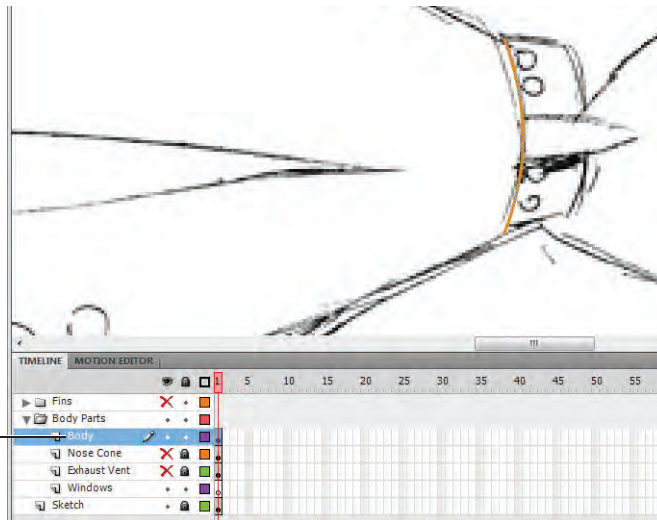 TIMELINE MOTION EDITOR
1 5 10 15 20 25 30 35 40 45 50 55
Fins
Body Parts
Body
Nose Cone
Exhaust Vent
Windows
Sketch